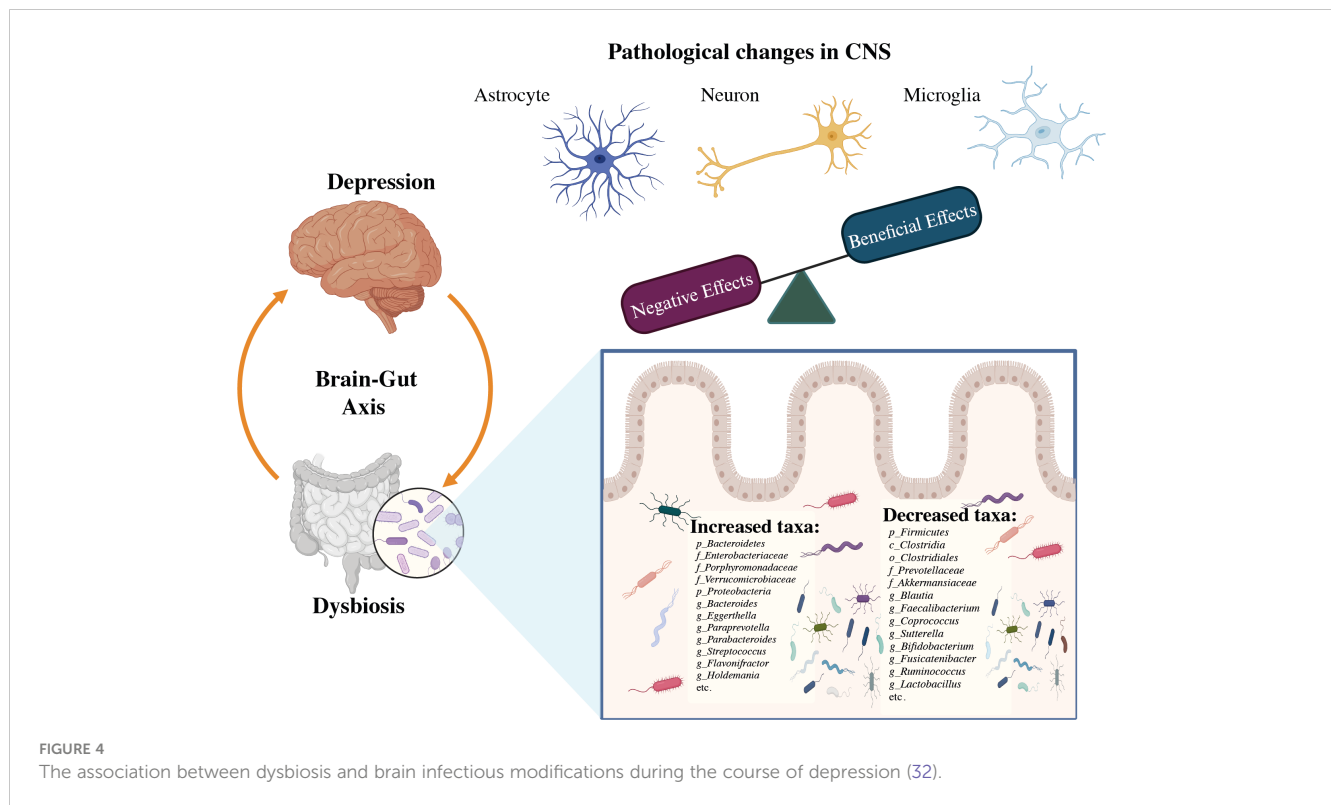 Pathological changes in CNS
Astrocyte
Neuron
Microglia
Depression
Beneficial Effects
Negative Effects
Brain-Gut
Axis
Dysbiosis
Increased taxa:
p_Bacteroidetes
f_Enterobacteriaceae
f_Porphyromonadaceae
f_Verrucomicrobiaceae
p_Proteobacteria
g_Bacteroides
g_Eggerthella
g_Paraprevotella
g_Parabacteroides
g_Streptococcus
g_Flavonifractor
g_Holdemania
etc.
Decreased taxa:
p_Firmicutes
c_Clostridia
o_Clostridiales
f_Prevotellaceae
f_Akkermansiaceae
g_Blautia
g_Faecalibacterium
g_Coprococcus
g_Sutterella
g_Bifidobacterium
g_Fusicatenibacter
g_Ruminococcus
g_Lactobacillus
etc.
FIGURE 4
The association between dysbiosis and brain infectious modifications during the course of depression (32).